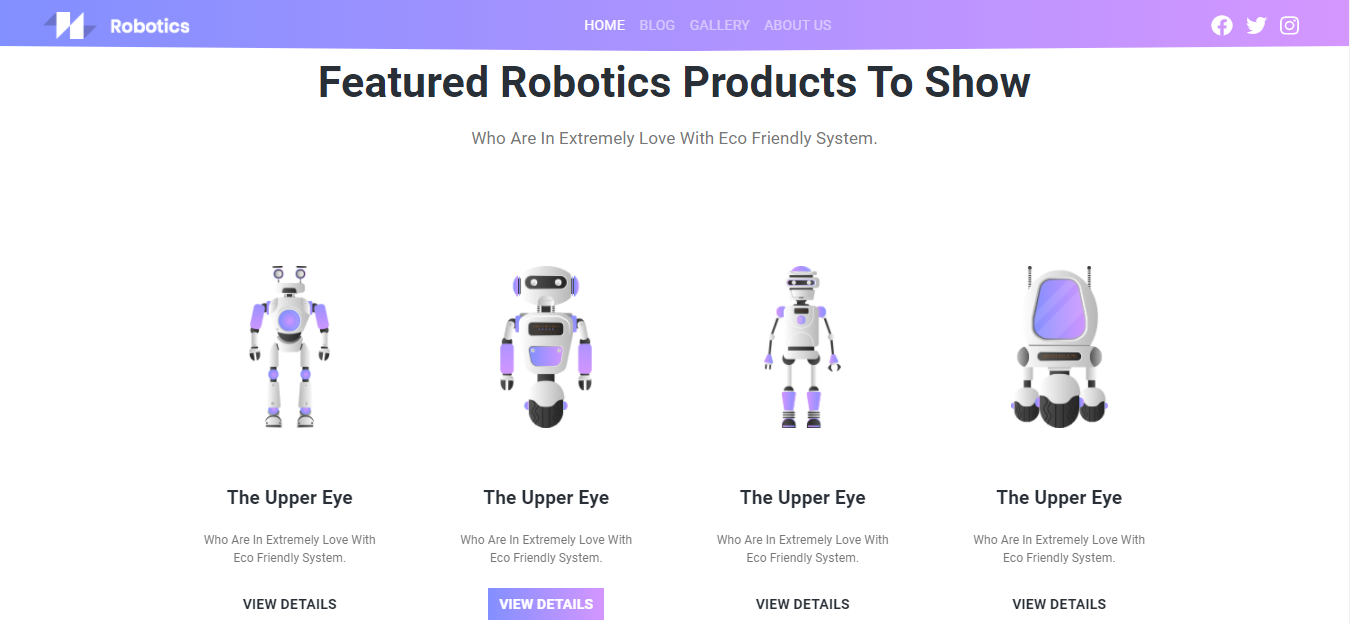 Robotics
HOME BLOG GALLERY ABOUT US
Featured Robotics Products To Show
Who Are In Extremely Love With Eco Friendly System.
The Upper Eye
Who Are In Extremely Love With
Eco Friendly System.
VIEW DETAILS
The Upper Eye
Who Are In Extremely Love With
Eco Friendly System.
VIEW DETAILS
The Upper Eye
Who Are In Extremely Love With
Eco Friendly System.
VIEW DETAILS
The Upper Eye
Who Are In Extremely Love With
Eco Friendly System.
VIEW DETAILS